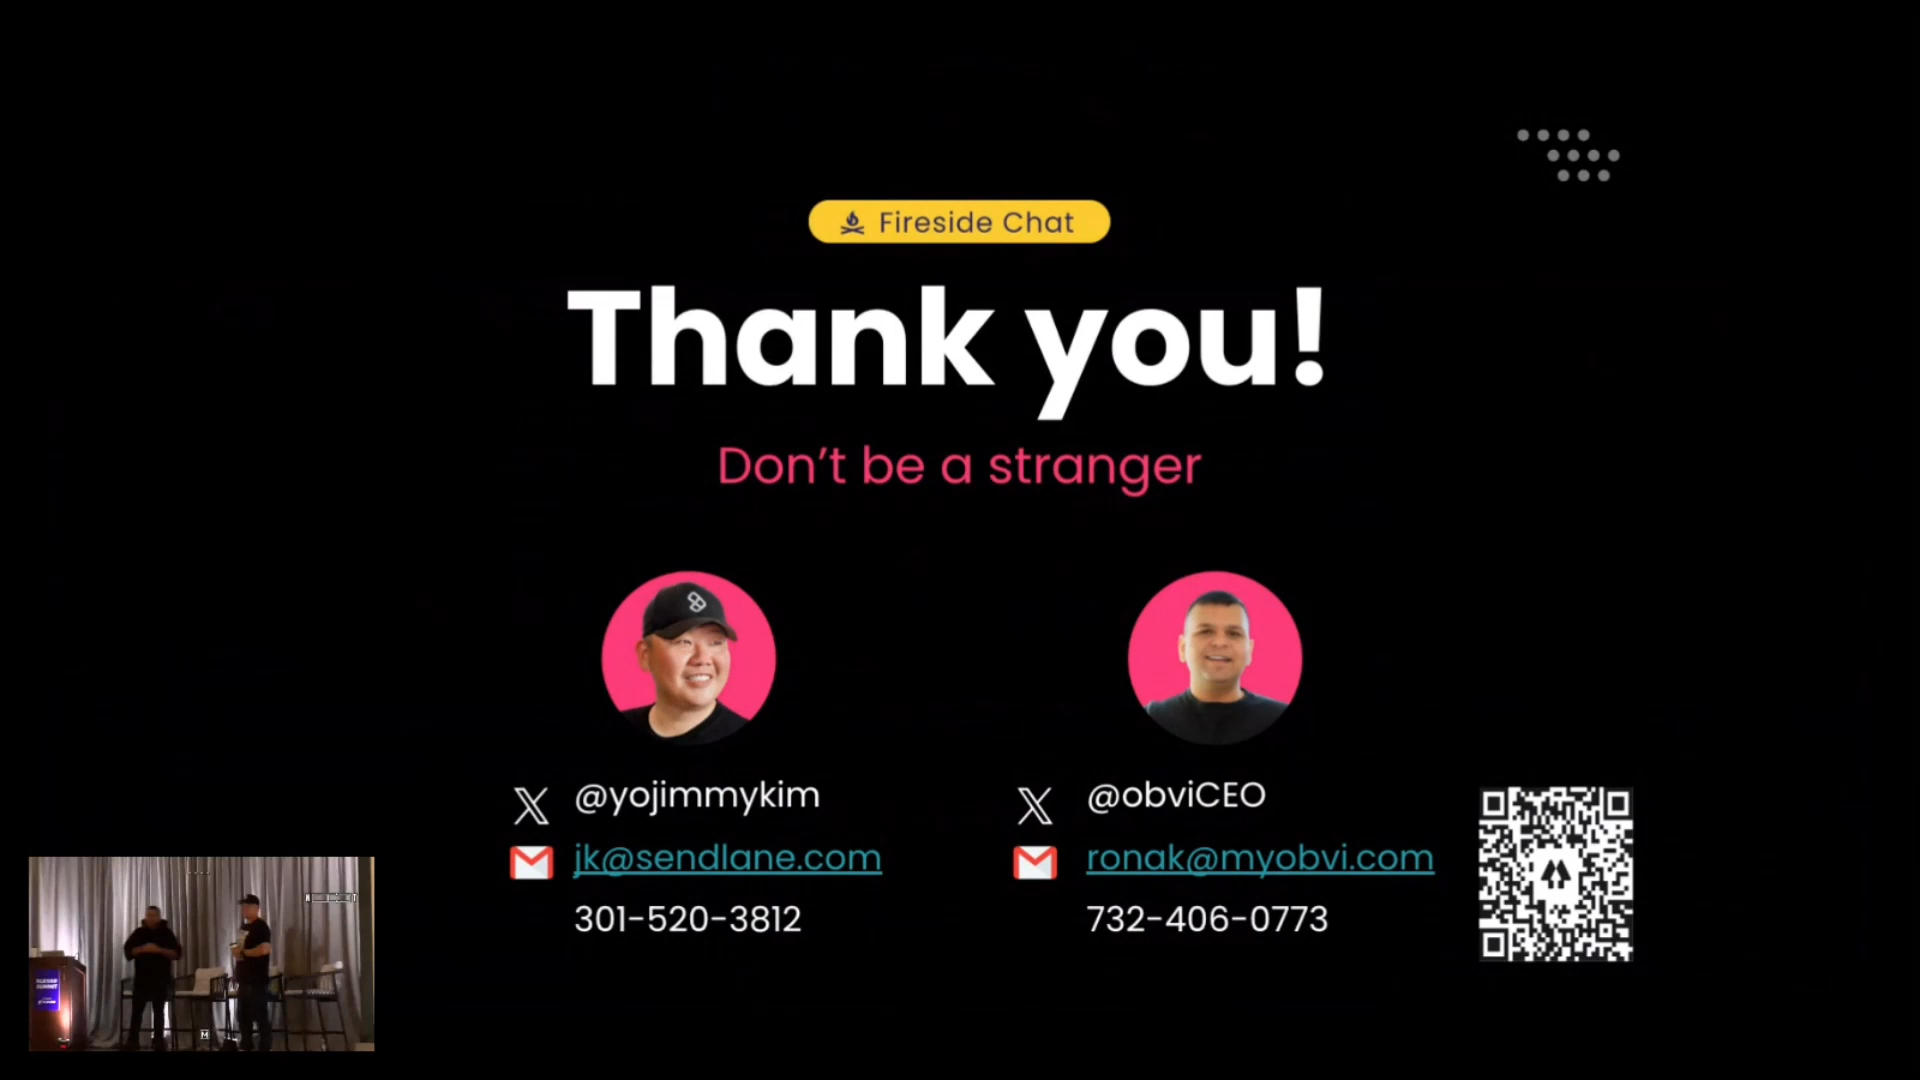 Fireside Chat
Thank you!
Don’t be a stranger
@yojimmykim
jk@sendlane.com
301-520-3812
@obviCEO
ronak@myobvi.com
732-406-0773
SUMMIT